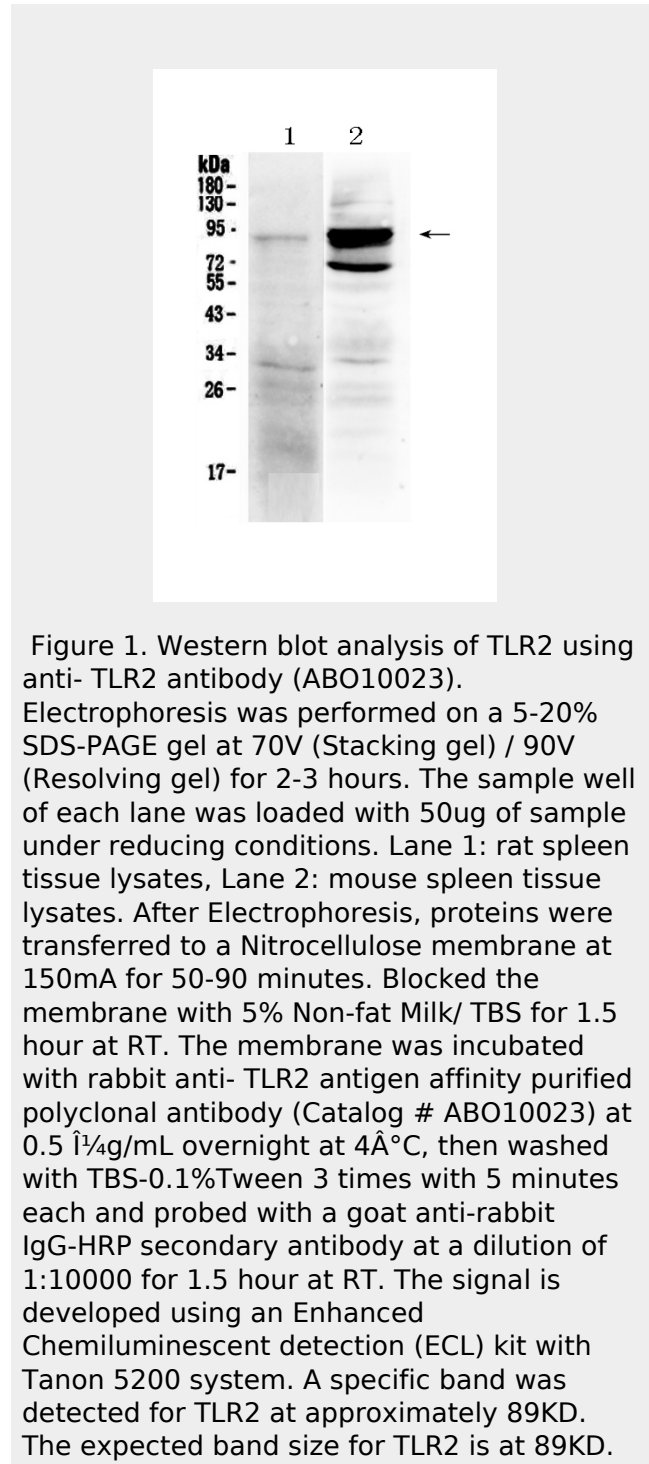 1 2
kDa
180 -
130 -
95 -
72 -
55 -
43 -
34 -
26 -
17 -
Figure 1. Western blot analysis of TLR2 using
anti- TLR2 antibody (ABO10023).
Electrophoresis was performed on a 5-20%
SDS-PAGE gel at 70V (Stacking gel) / 90V
(Resolving gel) for 2-3 hours. The sample well
of each lane was loaded with 50ug of sample
under reducing conditions. Lane 1: rat spleen
tissue lysates, Lane 2: mouse spleen tissue
lysates. After Electrophoresis, proteins were
transferred to a Nitrocellulose membrane at
150mA for 50-90 minutes. Blocked the
membrane with 5% Non-fat Milk/ TBS for 1.5
hour at RT. The membrane was incubated
with rabbit anti- TLR2 antigen affinity purified
polyclonal antibody (Catalog # ABO10023) at
0.5 Î¼g/mL overnight at 4Â°C, then washed
with TBS-0.1%Tween 3 times with 5 minutes
each and probed with a goat anti-rabbit
IgG-HRP secondary antibody at a dilution of
1:10000 for 1.5 hour at RT. The signal is
developed using an Enhanced
Chemiluminescent detection (ECL) kit with
Tanon 5200 system. A specific band was
detected for TLR2 at approximately 89KD.
The expected band size for TLR2 is at 89KD.